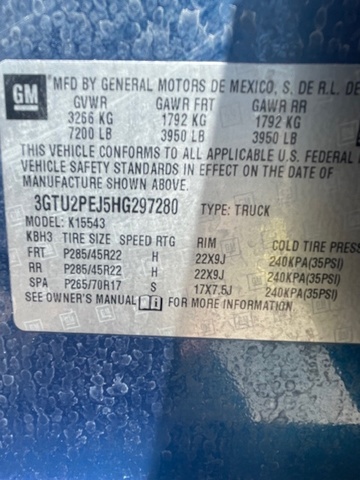 GM
MFD BY GENERAL MOTORS DE MEXICO, S. DE R.L. DE
GVWR GAWR FRT GAWR RR
3266 KG 1792 KG 1792 KG
7200 LB 3950 LB 3950 LB
THIS VEHICLE CONFORMS TO ALL APPLICABLE U.S. FEDERAL
VEHICLE SAFETY STANDARDS IN EFFECT ON THE DATE OF
MANUFACTURE SHOWN ABOVE.
3GTU2PEJ5HG297280 TYPE: TRUCK
MODEL: K15543
KBH3 TIRE SIZE SPEED RTG RIM COLD TIRE PRES
FRT P285/45R22 H 22X9J 240KPA(35PSI)
RR P285/45R22 H 22X9J 240KPA(35PSI)
SPA P265/70R17 S 17X7.5J 240KPA(35PSI)
SEE OWNER'S MANUAL